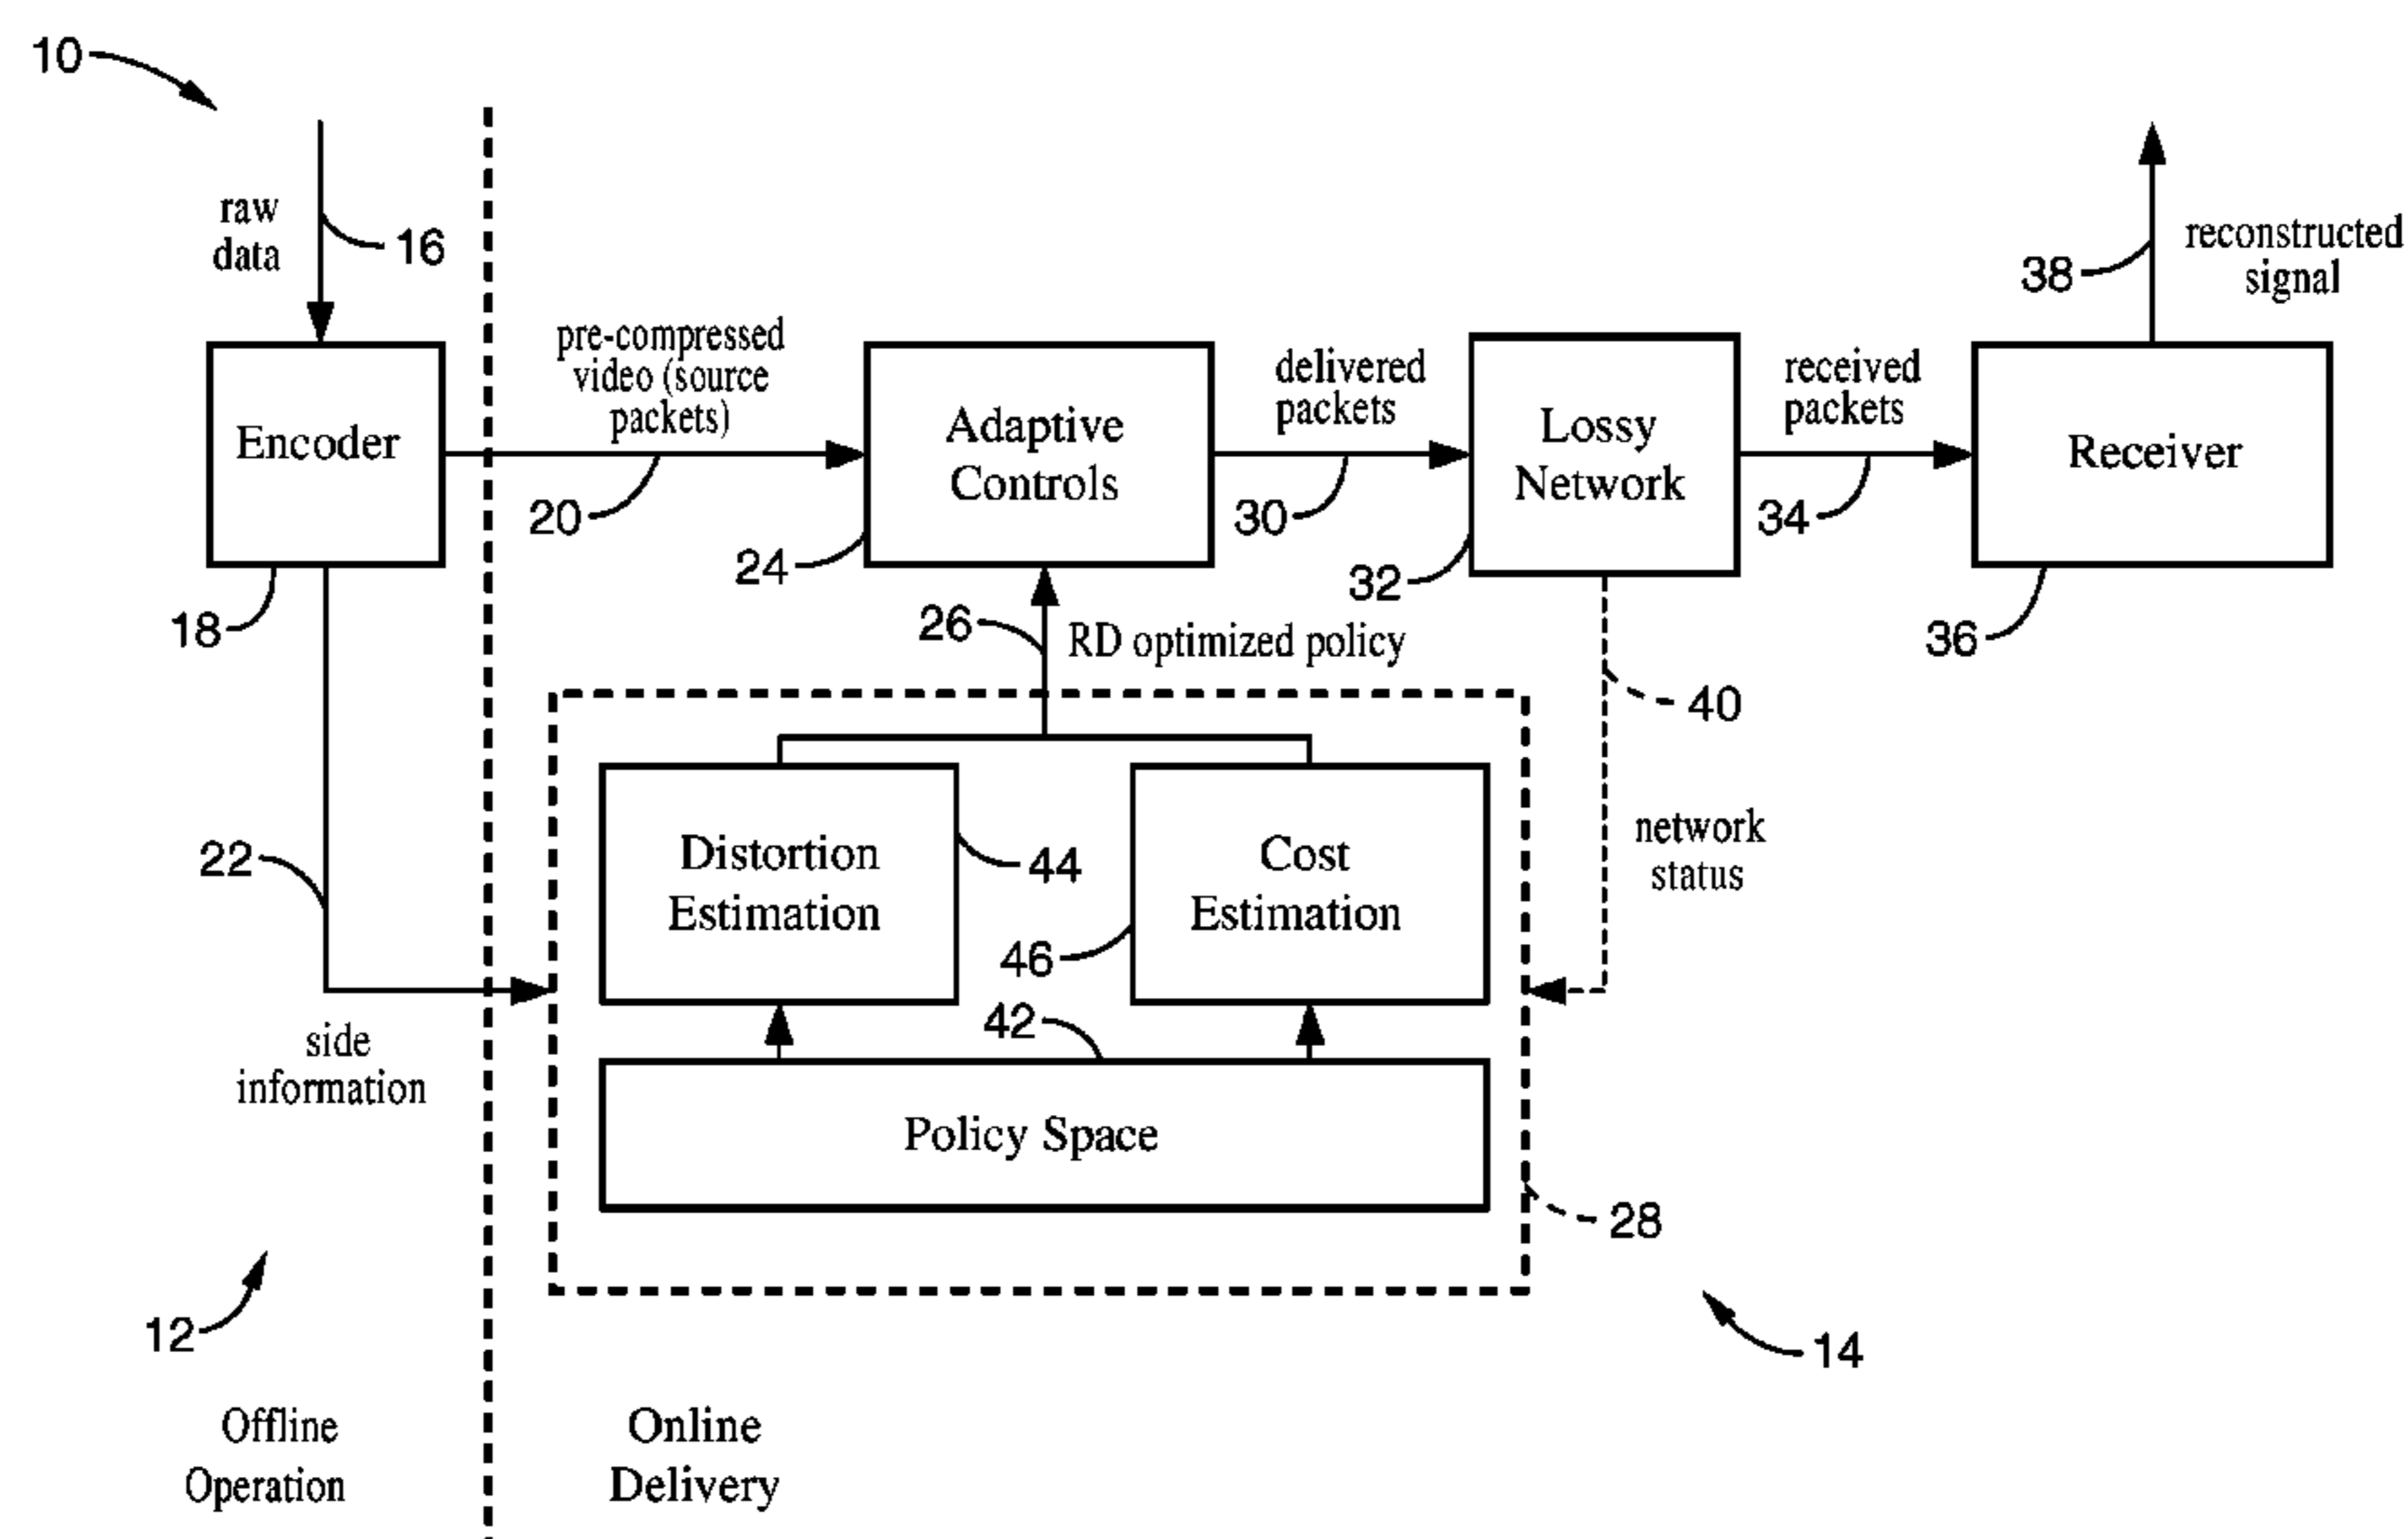 10
raw
data
16
pre-compressed
video (source
packets)
Encoder
20
18
22
side
information
12
Offline
Operation
Adaptive
Controls
24
delivered
packets
30
Lossy
Network
32
received
packets
34
Receiver
36
38
reconstructed
signal
26
RD optimized policy
40
network
status
Distortion
Estimation
44
Cost
Estimation
46
42
Policy Space
28
14
Online
Delivery